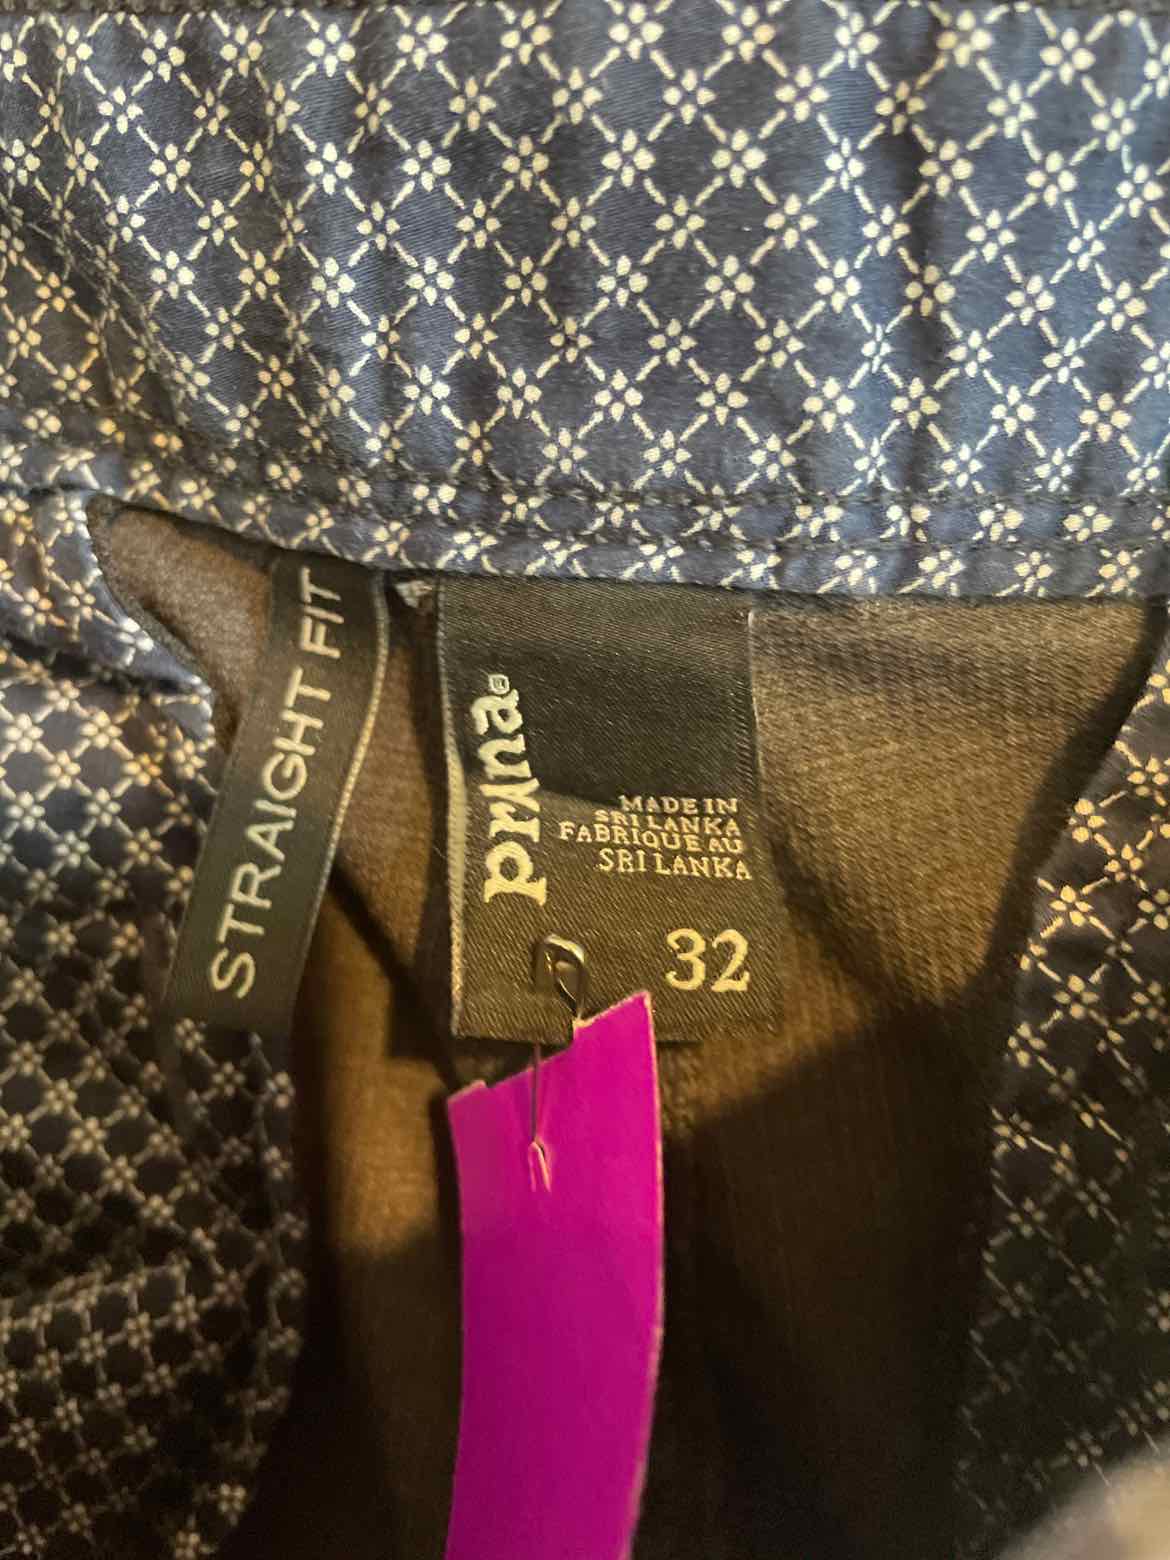 STRAIGHT FIT
prAna®
MADE IN
SRI LANKA
FABRIQUE AU
SRI LANKA
32